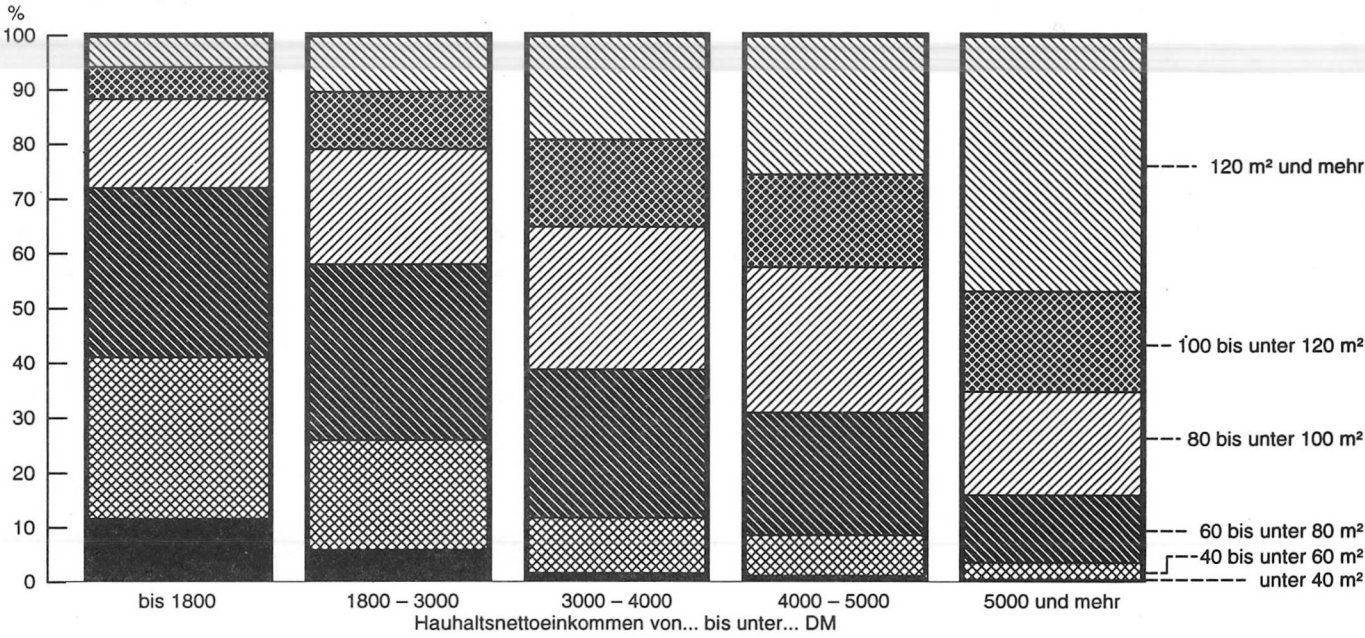 %
100
90
80
70
60
50
40
30
20
10
0
120 m² und mehr
100 bis unter 120 m²
80 bis unter 100 m²
60 bis unter 80 m²
40 bis unter 60 m²
unter 40 m²
bis 1800
1800 – 3000
3000 – 4000
4000 – 5000
5000 und mehr
Hauhaltsnettoeinkommen von... bis unter... DM